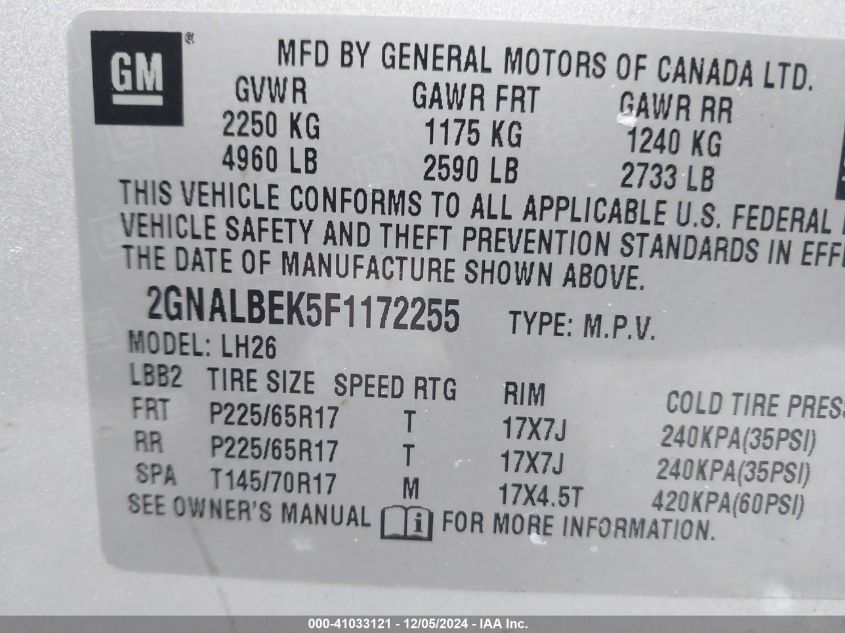 GM®
MFD BY GENERAL MOTORS OF CANADA LTD.
GVWR GAWR FRT GAWR RR
2250 KG 1175 KG 1240 KG
4960 LB 2590 LB 2733 LB
THIS VEHICLE CONFORMS TO ALL APPLICABLE U.S. FEDERAL
VEHICLE SAFETY AND THEFT PREVENTION STANDARDS IN EFF
THE DATE OF MANUFACTURE SHOWN ABOVE.
2GNALBEK5F1172255 TYPE: M.P.V.
MODEL: LH26
LBB2 TIRE SIZE SPEED RTG RIM COLD TIRE PRES
FRT P225/65R17 T 17X7J 240KPA(35PSI)
RR P225/65R17 T 17X7J 240KPA(35PSI)
SPA T145/70R17 M 17X4.5T 420KPA(60PSI)
SEE OWNER'S MANUAL i FOR MORE INFORMATION.
000-41033121 - 12/05/2024 - IAA Inc.